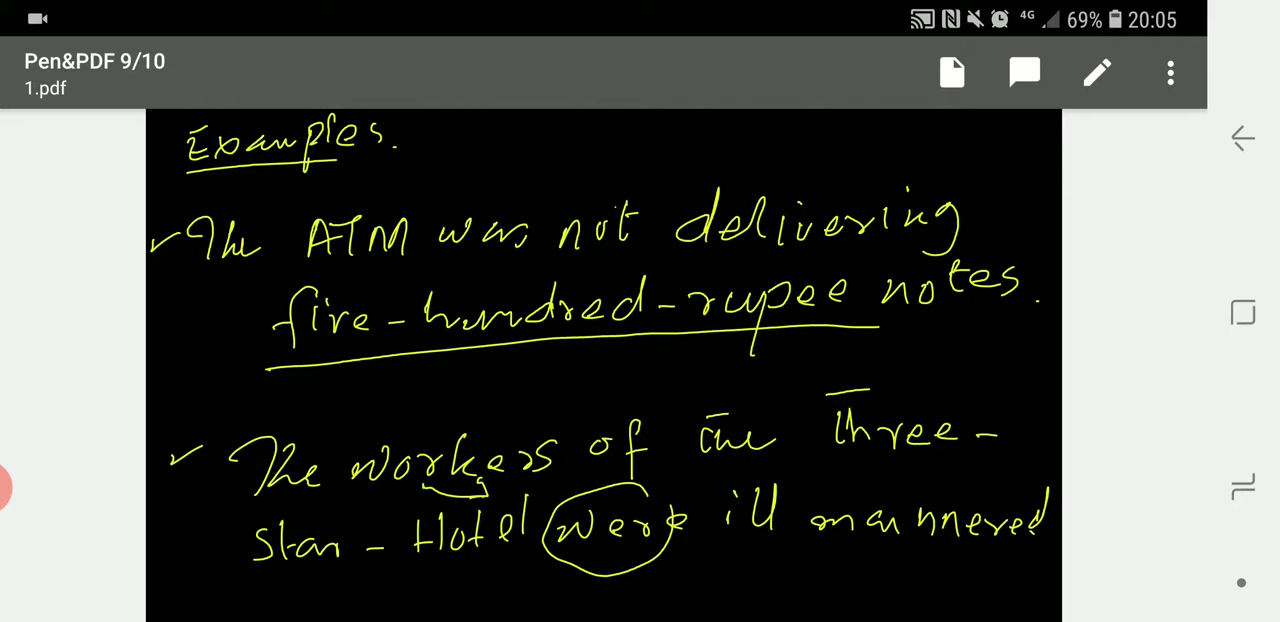 4G 69% 20:05
Pen&PDF 9/10
1.pdf
Examples.
The ATM was not delivering
five-hundred-rupee notes.
The workers of the three-
star-Hotel were ill mannered